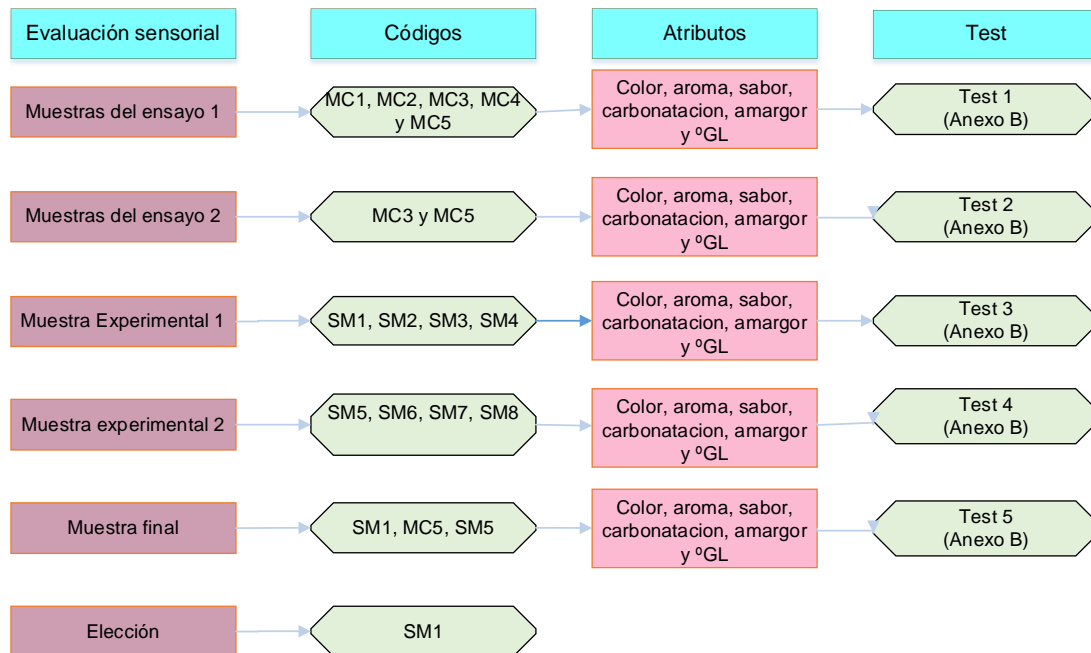 Evaluación sensorial
Códigos
Atributos
Test
Muestras del ensayo 1
MC1, MC2, MC3, MC4
y MC5
Color, aroma, sabor,
carbonatacion, amargor
y ºGL
Test 1
(Anexo B)
Muestras del ensayo 2
MC3 y MC5
Color, aroma, sabor,
carbonatacion, amargor
y ºGL
Test 2
(Anexo B)
Muestra Experimental 1
SM1, SM2, SM3, SM4
Color, aroma, sabor,
carbonatacion, amargor
y ºGL
Test 3
(Anexo B)
Muestra experimental 2
SM5, SM6, SM7, SM8
Color, aroma, sabor,
carbonatacion, amargor
y ºGL
Test 4
(Anexo B)
Muestra final
SM1, MC5, SM5
Color, aroma, sabor,
carbonatacion, amargor
y ºGL
Test 5
(Anexo B)
Elección
SM1